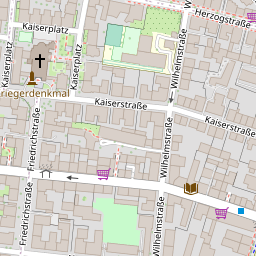 Kaiserplatz
Herzogstraße
Kaiserplatz
Kaiserplatz
Wilhelmstraße
riegerdenkmal
Kaiserstraße
Kaiserstraße
Friedrichstraße
Wilhelmstraße
Friedrichstraße
Wilhelmstraße